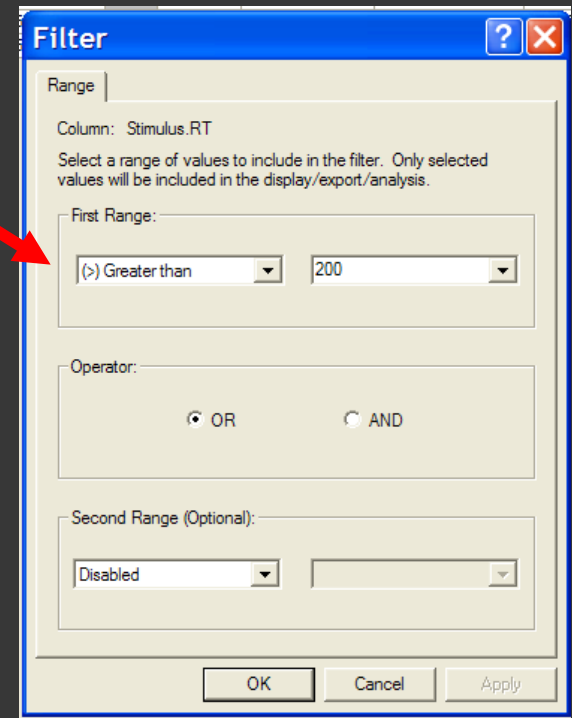 Filter
Range
Column: Stimulus.RT
Select a range of values to include in the filter. Only selected
values will be included in the display/export/analysis.
First Range:
(>) Greater than 200
Operator:
OR AND
Second Range (Optional):
Disabled
OK Cancel Apply